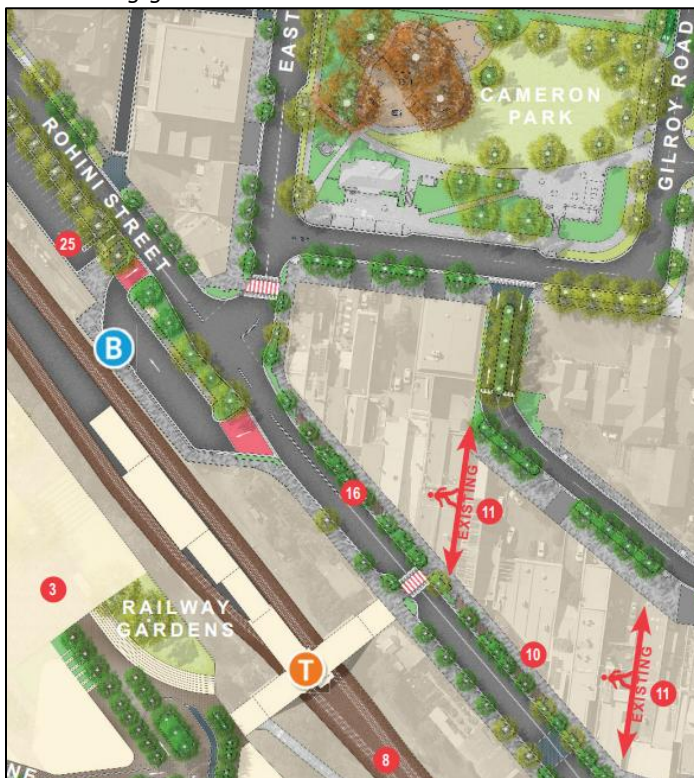 EAST
GILROY ROAD
CAMERON
PARK
ROHINI STREET
25
B
16
EXISTING
11
3
RAILWAY
GARDENS
T
10
EXISTING
11
8